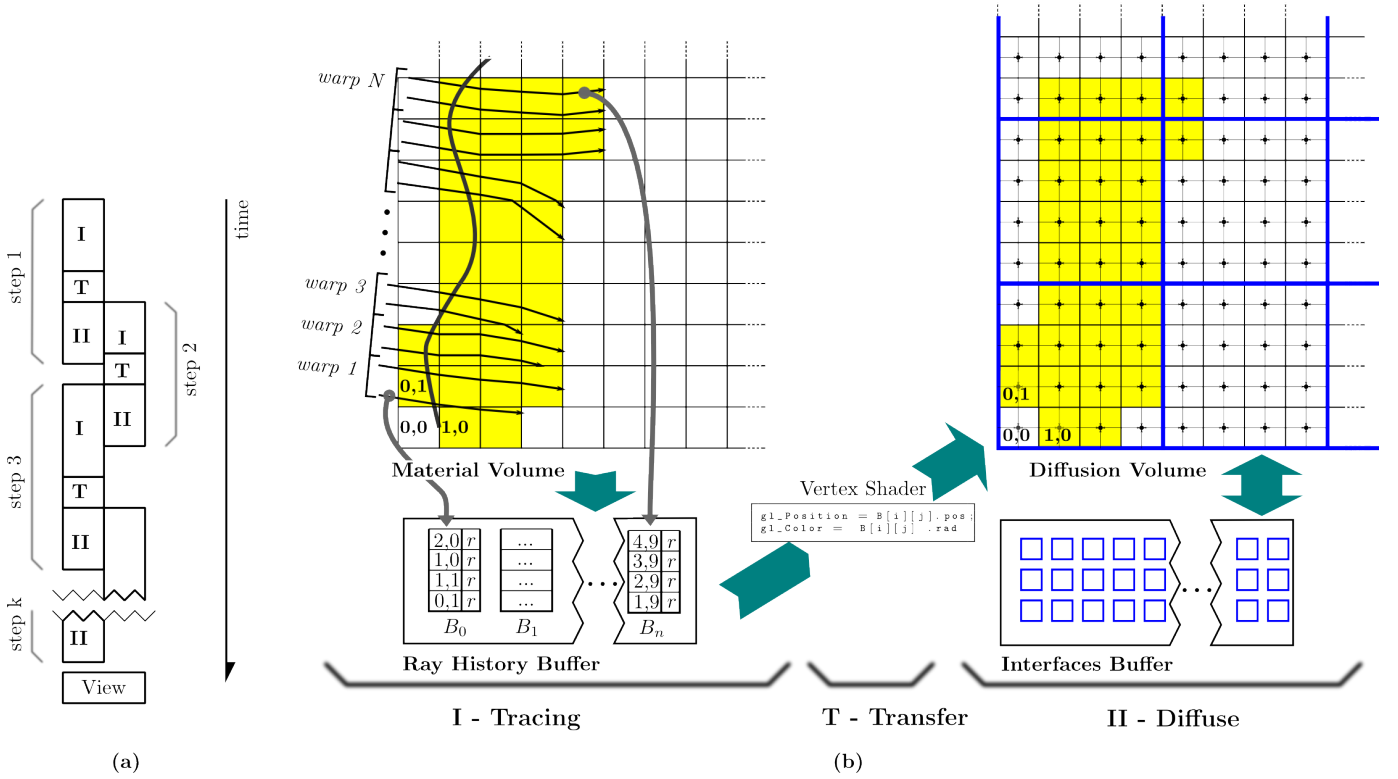 step 1
step 2
step 3
step k
I
T
II
I
T
II
I
T
II
II
View
time
(a)
warp N
warp 3
warp 2
warp 1
0,1
0,0
1,0
Material Volume
2,0 r
1,0 r
1,1 r
0,1 r
...
...
...
...
4,9 r
3,9 r
2,9 r
1,9 r
B0
B1
Bn
Ray History Buffer
I - Tracing
Vertex Shader
gl_Position = B[i][j].pos;
gl_Color = B[i][j] .rad
T - Transfer
0,1
0,0
1,0
Diffusion Volume
Interfaces Buffer
II - Diffuse
(b)